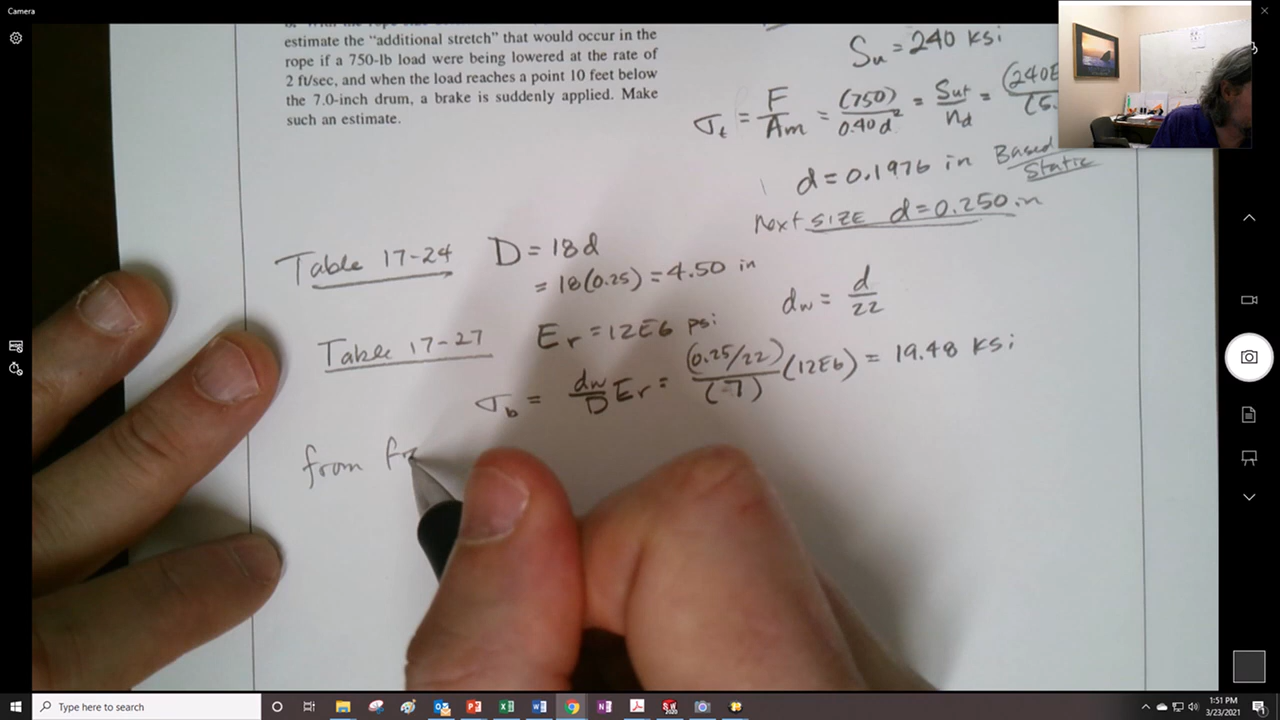 Camera
estimate the “additional stretch” that would occur in the
rope if a 750-lb load were being lowered at the rate of
2 ft/sec, and when the load reaches a point 10 feet below
the 7.0-inch drum, a brake is suddenly applied. Make
such an estimate.
Su = 240 ksi
σt = F/Am = (750)/0.40d² = Sut/nd = (240E
d = 0.1976 in Based
Static
Next SIZE d = 0.250 in
Table 17-24 D = 18d
= 18(0.25) = 4.50 in
dw = d/22
Table 17-27 Er = 12E6 psi
σb = dw/D Er = (0.25/22)/(7) (12E6) = 19.48 ksi
from fr
Type here to search
1:51 PM
3/23/2021